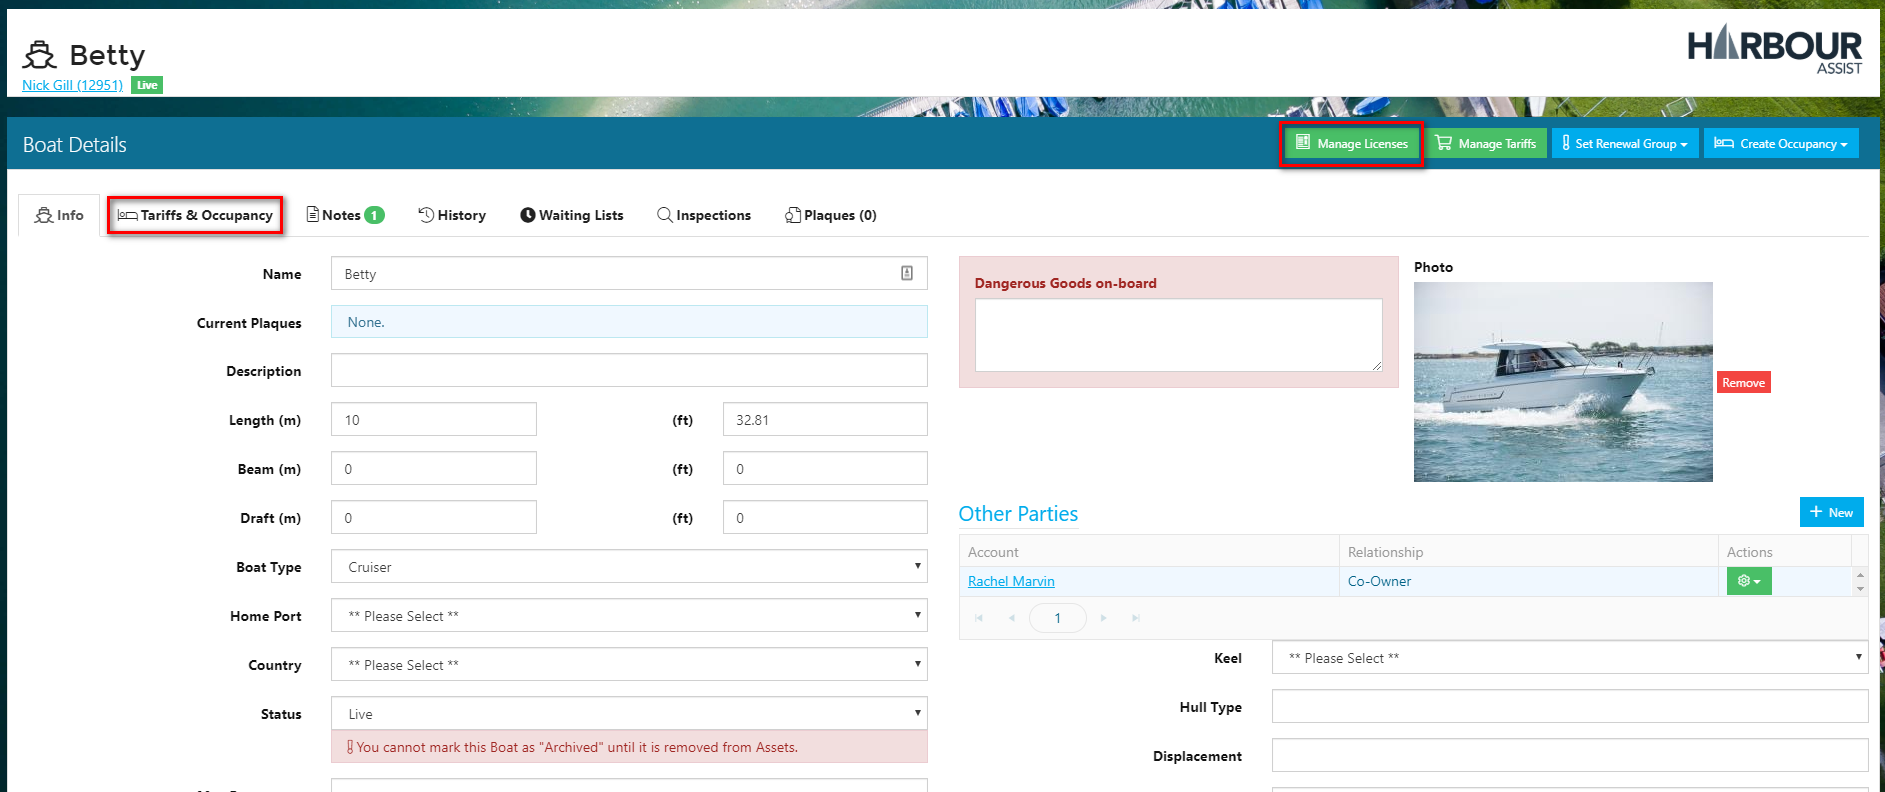 Betty
HARBOUR
ASSIST
Nick Gill (12951) Live
Boat Details
Manage Licenses
Manage Tariffs
Set Renewal Group
Create Occupancy
Info
Tariffs & Occupancy
Notes 1
History
Waiting Lists
Inspections
Plaques (0)
Name
Betty
Current Plaques
None.
Description
Length (m)
10
(ft)
32.81
Beam (m)
0
(ft)
0
Draft (m)
0
(ft)
0
Boat Type
Cruiser
Home Port
** Please Select **
Country
** Please Select **
Status
Live
You cannot mark this Boat as "Archived" until it is removed from Assets.
Dangerous Goods on-board
Photo
Remove
Other Parties
+ New
Account
Relationship
Actions
Rachel Marvin
Co-Owner
1
Keel
** Please Select **
Hull Type
Displacement